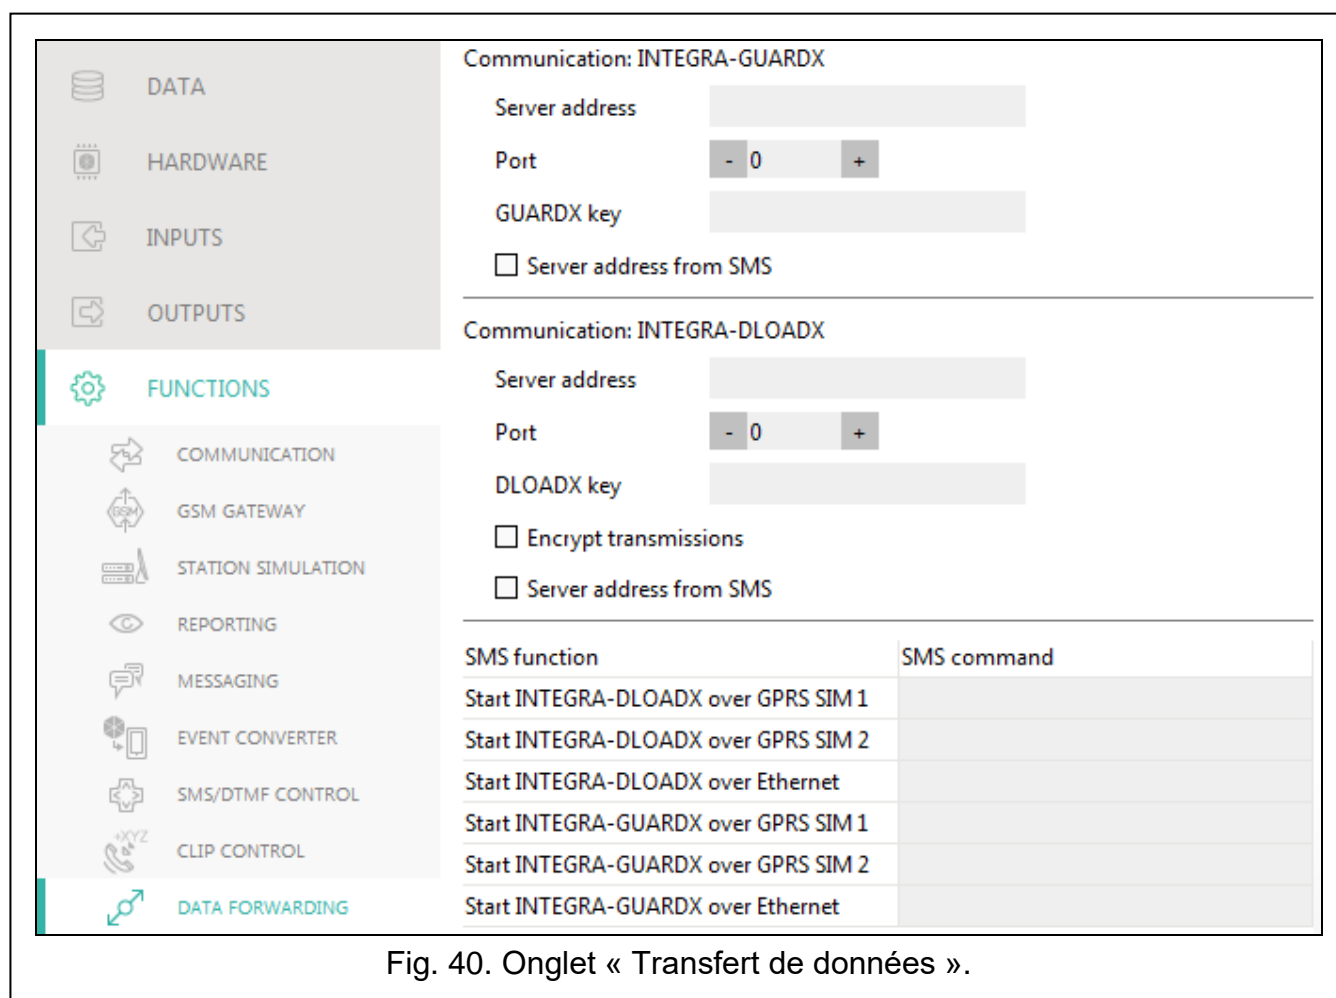 DATA
HARDWARE
INPUTS
OUTPUTS
FUNCTIONS
COMMUNICATION
GSM
GSM GATEWAY
STATION SIMULATION
REPORTING
MESSAGING
EVENT CONVERTER
SMS/DTMF CONTROL
+XYZ
CLIP CONTROL
DATA FORWARDING
Communication: INTEGRA-GUARDX
Server address
Port - 0 +
GUARDX key
Server address from SMS
Communication: INTEGRA-DLOADX
Server address
Port - 0 +
DLOADX key
Encrypt transmissions
Server address from SMS
SMS function SMS command
Start INTEGRA-DLOADX over GPRS SIM 1
Start INTEGRA-DLOADX over GPRS SIM 2
Start INTEGRA-DLOADX over Ethernet
Start INTEGRA-GUARDX over GPRS SIM 1
Start INTEGRA-GUARDX over GPRS SIM 2
Start INTEGRA-GUARDX over Ethernet
Fig. 40. Onglet « Transfert de données ».